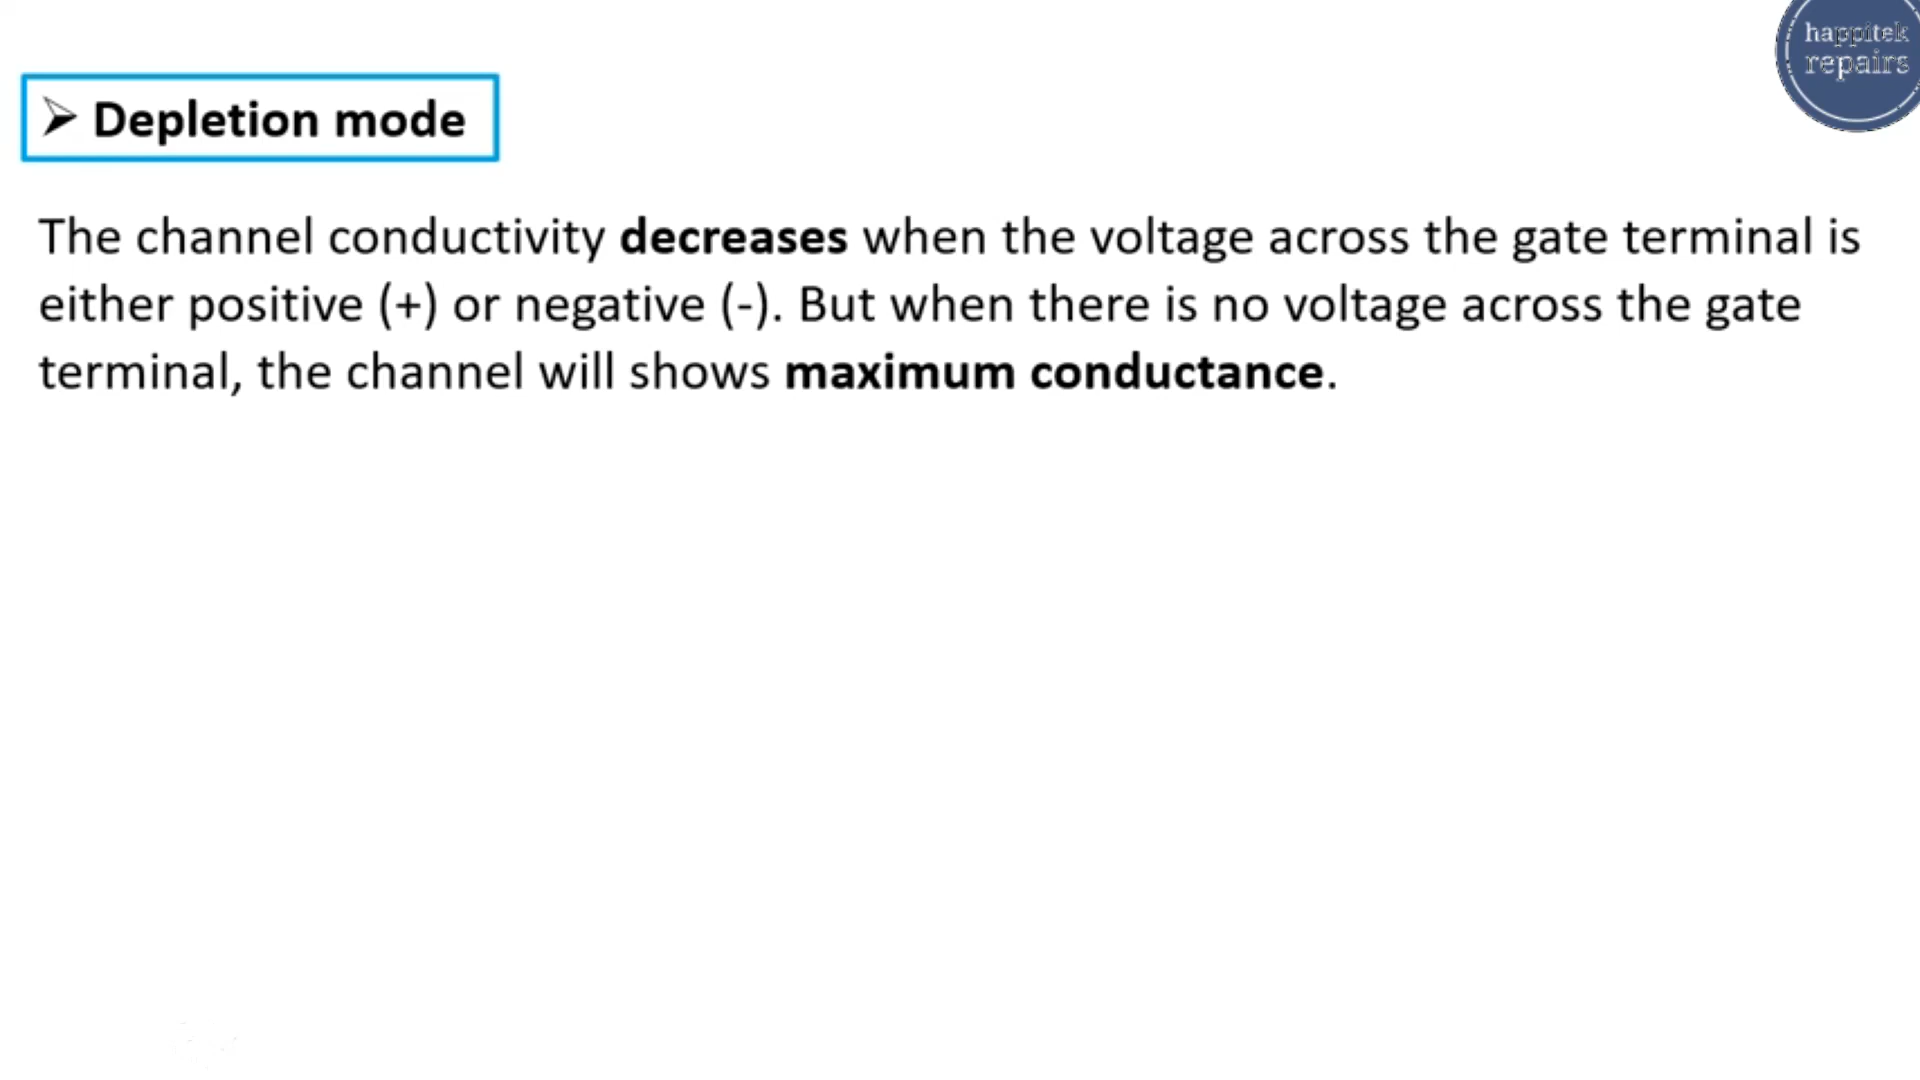 happitek
repairs
➢ Depletion mode
The channel conductivity decreases when the voltage across the gate terminal is
either positive (+) or negative (-). But when there is no voltage across the gate
terminal, the channel will shows maximum conductance.